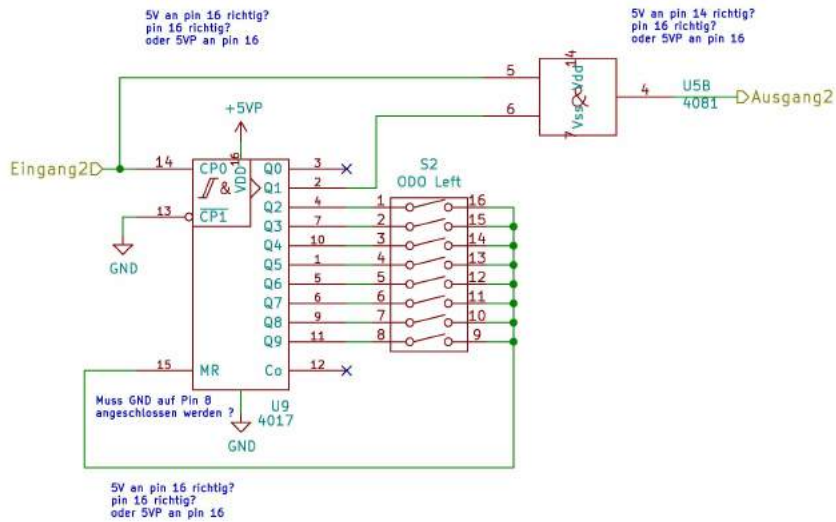 5V an pin 16 richtig?
pin 16 richtig?
oder 5VP an pin 16
5V an pin 14 richtig?
pin 16 richtig?
oder 5VP an pin 16
5
6
14
Vdd
&
Vss
7
4
U5B
4081
Ausgang2
+5VP
Eingang2
14
CP0
16
VDD
&
13
CP1
GND
Q0
3
Q1
2
Q2
4
Q3
7
Q4
10
Q5
1
Q6
5
Q7
6
Q8
9
Q9
11
Co
12
15
MR
S2
ODO Left
1
16
2
15
3
14
4
13
5
12
6
11
7
10
8
9
Muss GND auf Pin 8
angeschlossen werden ?
U9
4017
GND
5V an pin 16 richtig?
pin 16 richtig?
oder 5VP an pin 16